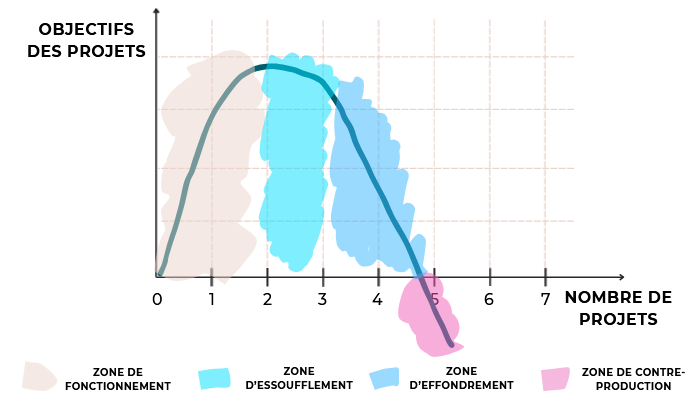 OBJECTIFS
DES PROJETS
0 1 2 3 4 5 6 7
NOMBRE DE
PROJETS
ZONE DE
FONCTIONNEMENT
ZONE
D'ESSOUFFLEMENT
ZONE
D'EFFONDREMENT
ZONE DE CONTRE-
PRODUCTION